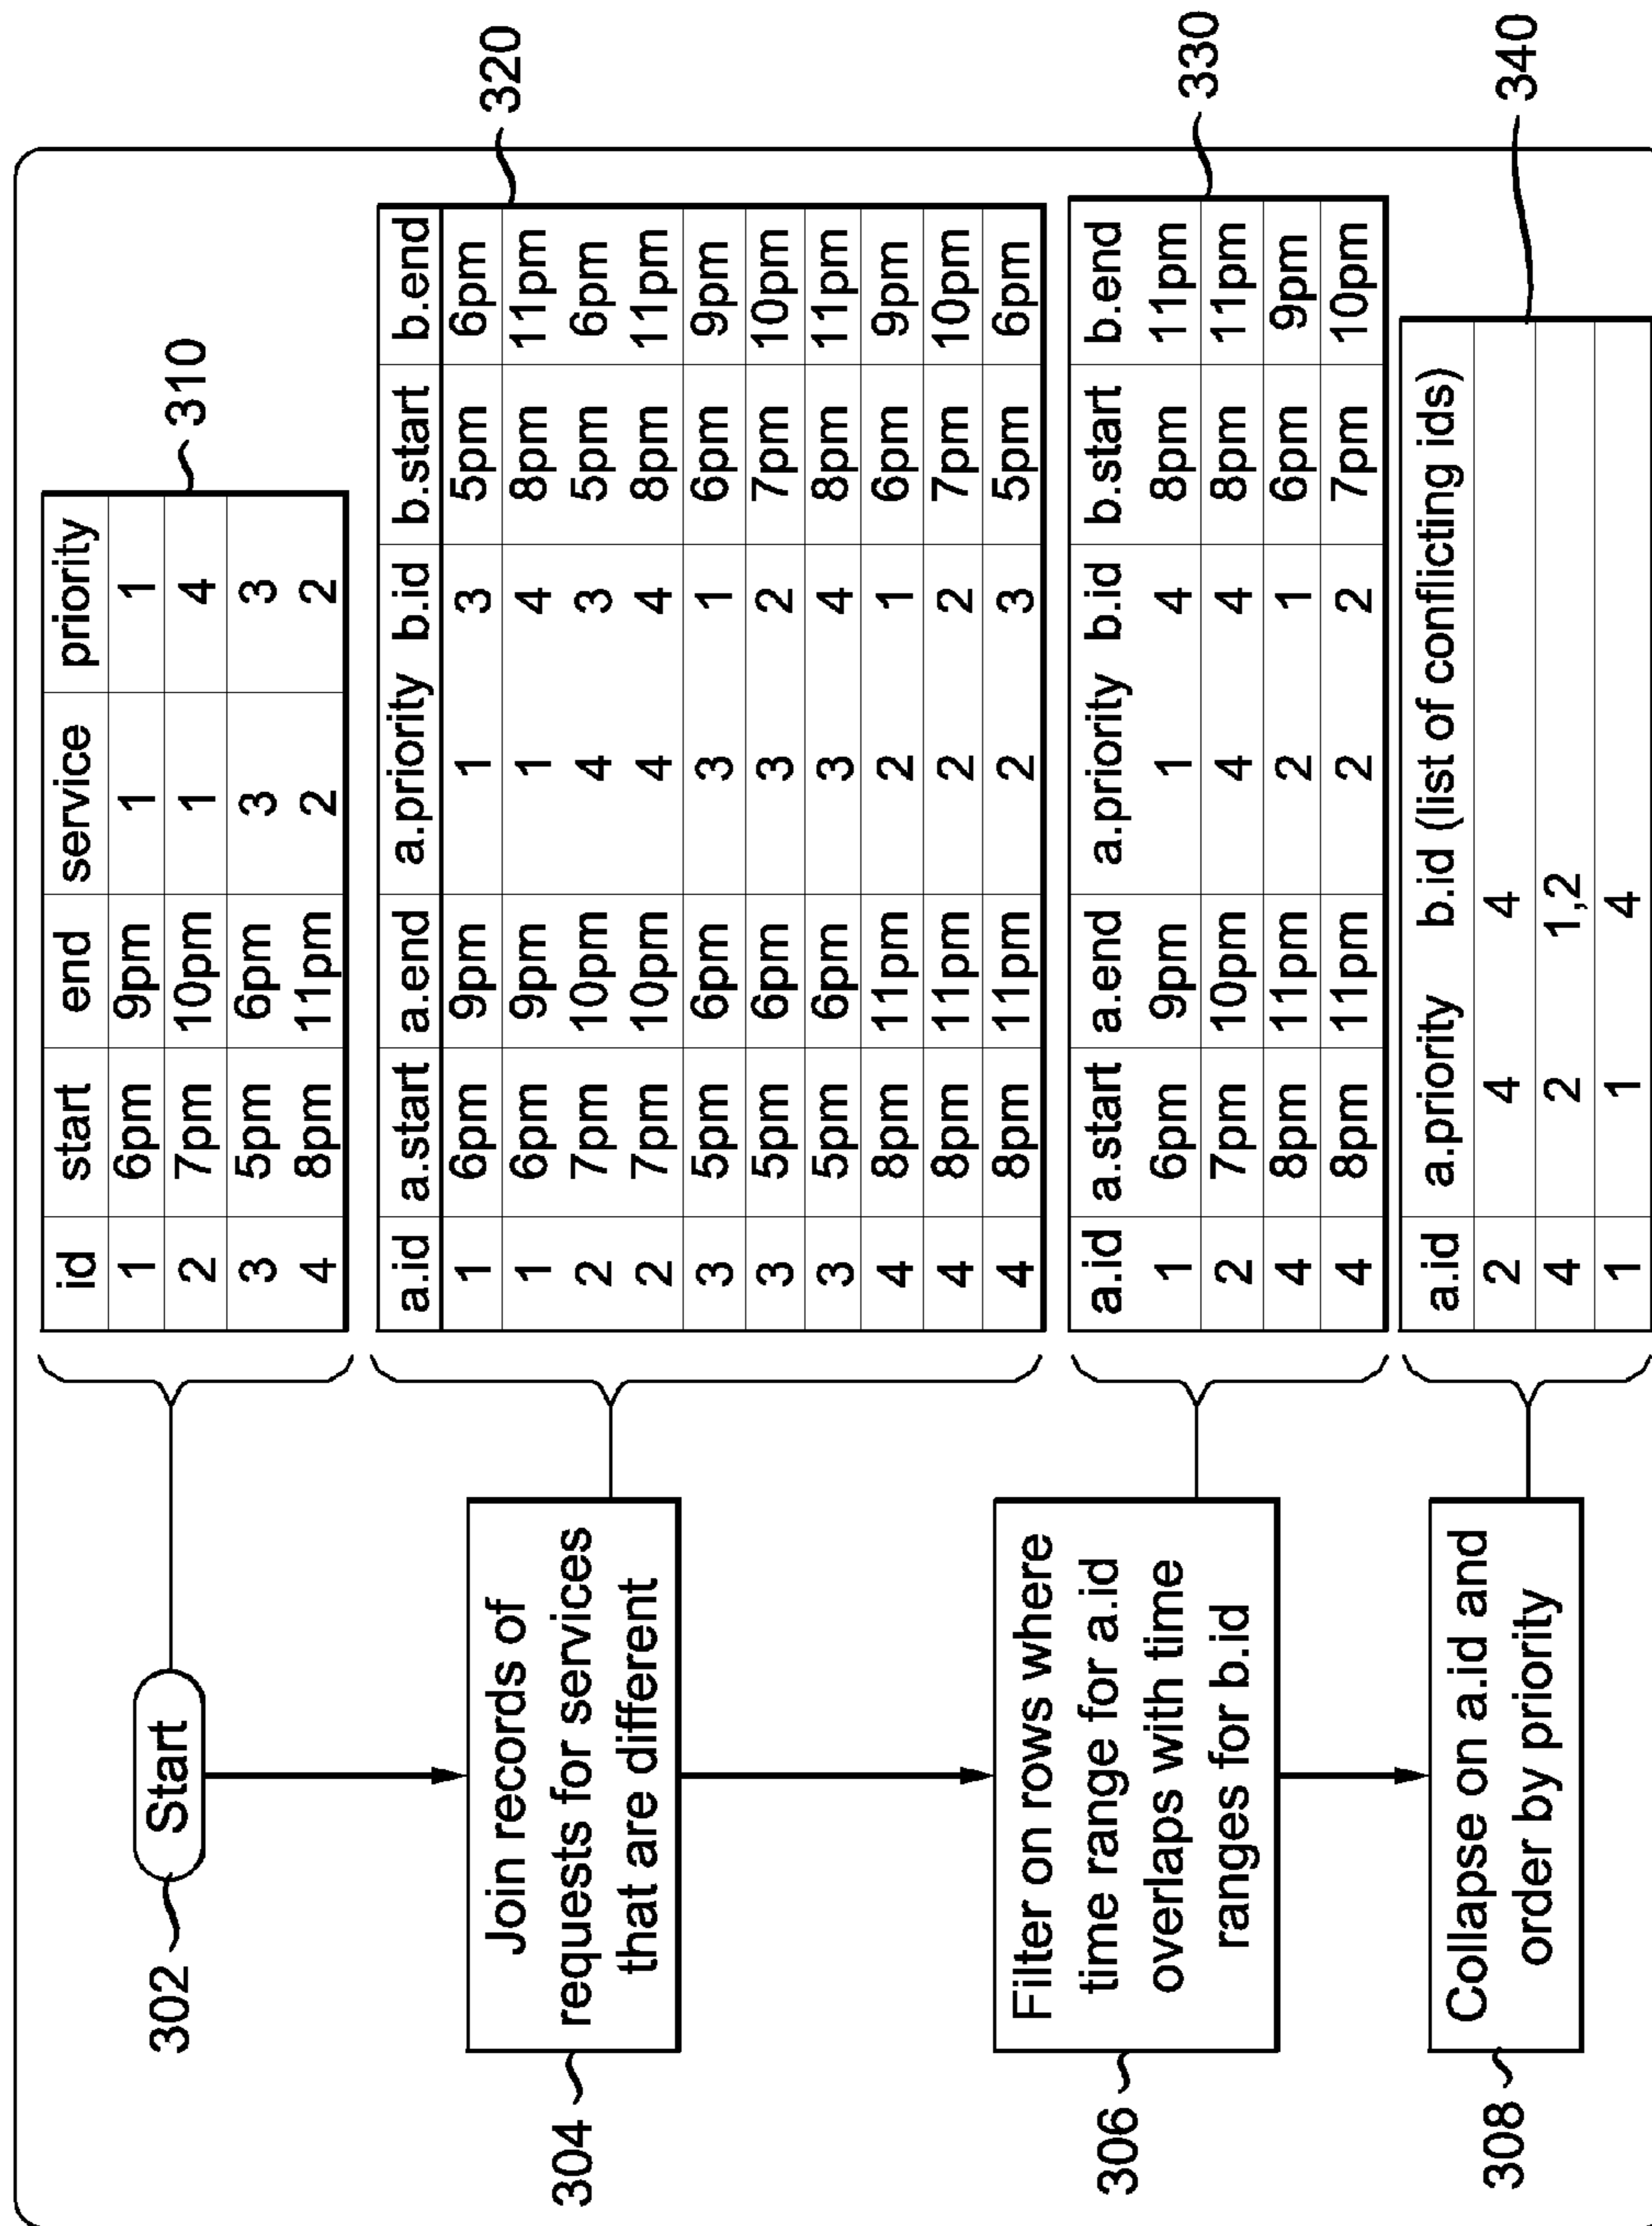 302
Start
304
Join records of
requests for services
that are different
306
Filter on rows where
time range for a.id
overlaps with time
ranges for b.id
308
Collapse on a.id and
order by priority
310
id start end service priority
1 6pm 9pm 1 1
2 7pm 10pm 1 4
3 5pm 6pm 3 3
4 8pm 11pm 2 2
320
a.id a.start a.end a.priority b.id b.start b.end
1 6pm 9pm 1 3 5pm 6pm
1 6pm 9pm 1 4 8pm 11pm
2 7pm 10pm 4 3 5pm 6pm
2 7pm 10pm 4 4 8pm 11pm
3 5pm 6pm 3 1 6pm 9pm
3 5pm 6pm 3 2 7pm 10pm
3 5pm 6pm 3 4 8pm 11pm
4 8pm 11pm 2 1 6pm 9pm
4 8pm 11pm 2 2 7pm 10pm
4 8pm 11pm 2 3 5pm 6pm
330
a.id a.start a.end a.priority b.id b.start b.end
1 6pm 9pm 1 4 8pm 11pm
2 7pm 10pm 4 4 8pm 11pm
4 8pm 11pm 2 1 6pm 9pm
4 8pm 11pm 2 2 7pm 10pm
340
a.id a.priority b.id (list of conflicting ids)
2 4 4
4 2 1,2
1 1 4